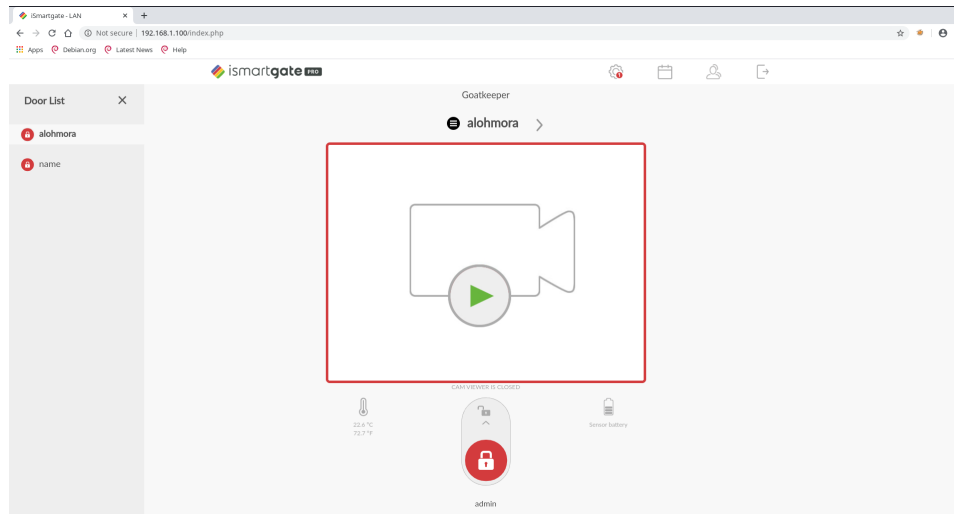 iSmartgate - LAN
Not secure | 192.168.1.100/index.php
Apps Debian.org Latest News Help
ismartgate PRO
Door List
Goatkeeper
alohmora
alohmora
name
CAM VIEWER IS CLOSED
22.6 °C
72.7 °F
Sensor battery
admin